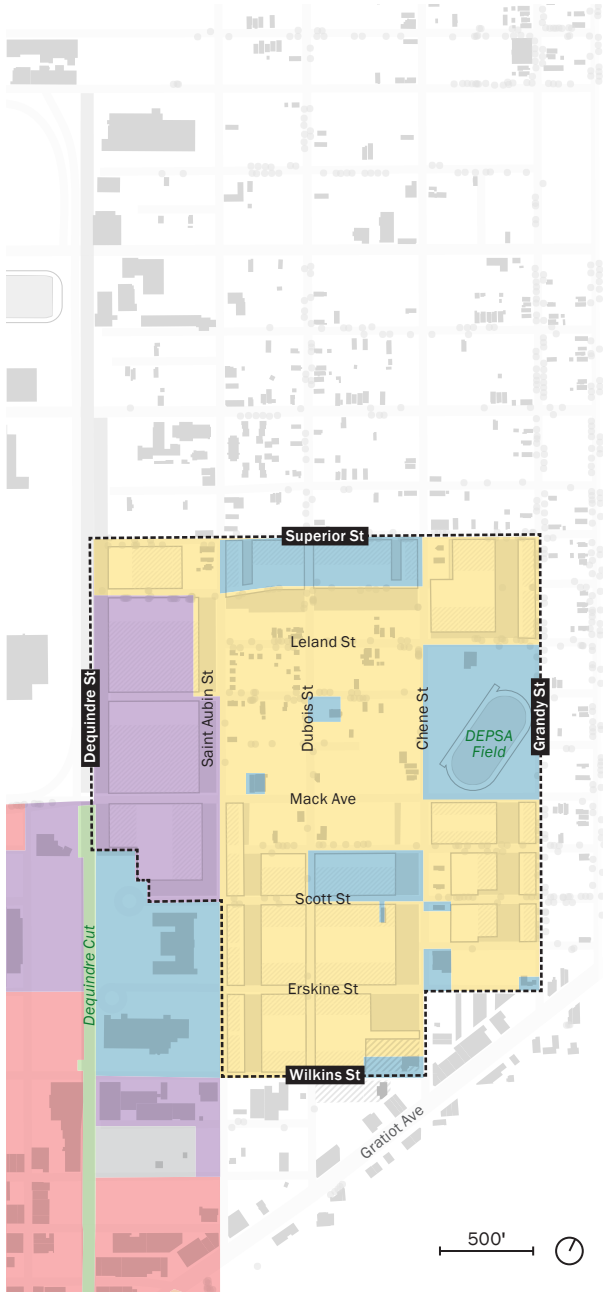 Superior St
Leland St
Dequindre St
Saint Aubin St
Dubois St
Chene St
DEPSA
Field
Grandy St
Mack Ave
Scott St
Dequindre Cut
Erskine St
Wilkins St
Gratiot Ave
500'